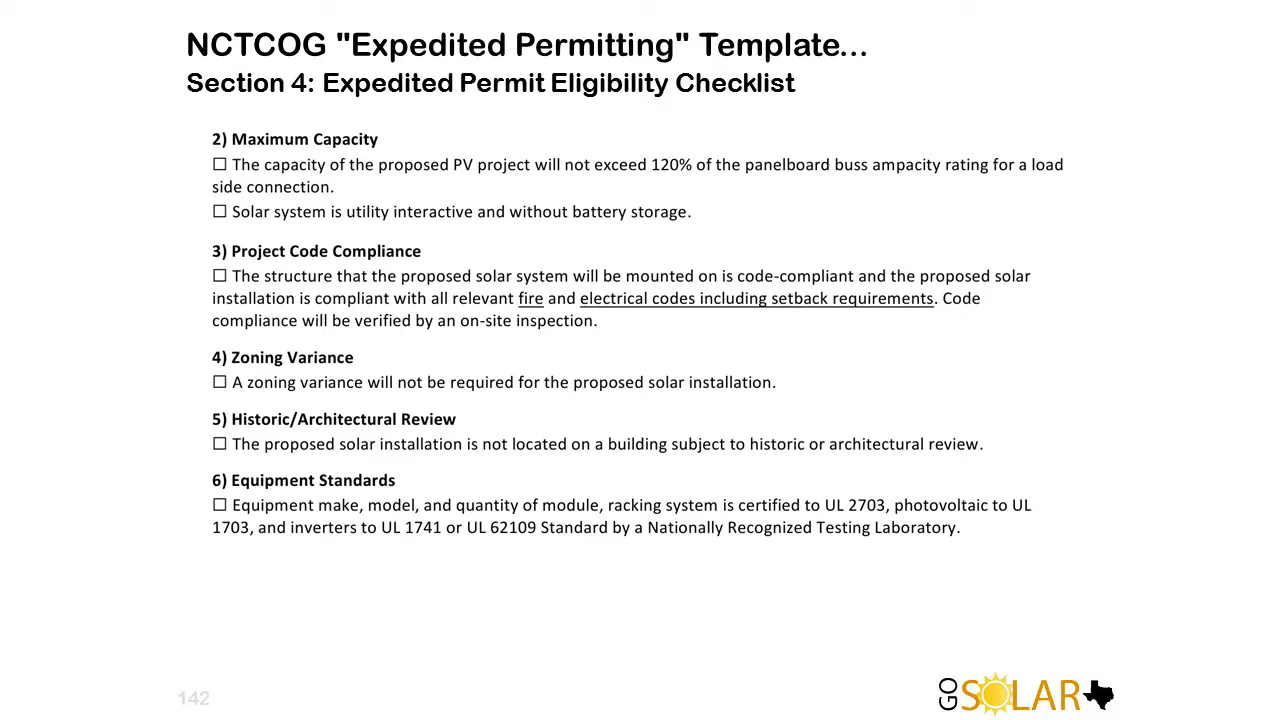 NCTCOG "Expedited Permitting" Template...
Section 4: Expedited Permit Eligibility Checklist
2) Maximum Capacity
☐ The capacity of the proposed PV project will not exceed 120% of the panelboard buss ampacity rating for a load
side connection.
☐ Solar system is utility interactive and without battery storage.
3) Project Code Compliance
☐ The structure that the proposed solar system will be mounted on is code-compliant and the proposed solar
installation is compliant with all relevant fire and electrical codes including setback requirements. Code
compliance will be verified by an on-site inspection.
4) Zoning Variance
☐ A zoning variance will not be required for the proposed solar installation.
5) Historic/Architectural Review
☐ The proposed solar installation is not located on a building subject to historic or architectural review.
6) Equipment Standards
☐ Equipment make, model, and quantity of module, racking system is certified to UL 2703, photovoltaic to UL
1703, and inverters to UL 1741 or UL 62109 Standard by a Nationally Recognized Testing Laboratory.
142
GO SOLAR